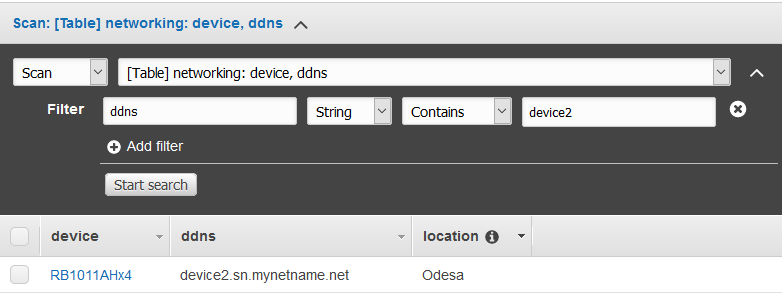 Scan: [Table] networking: device, ddns
Scan [Table] networking: device, ddns
Filter ddns String Contains device2
Add filter
Start search
device ddns location
RB1011AHx4 device2.sn.mynetname.net Odesa